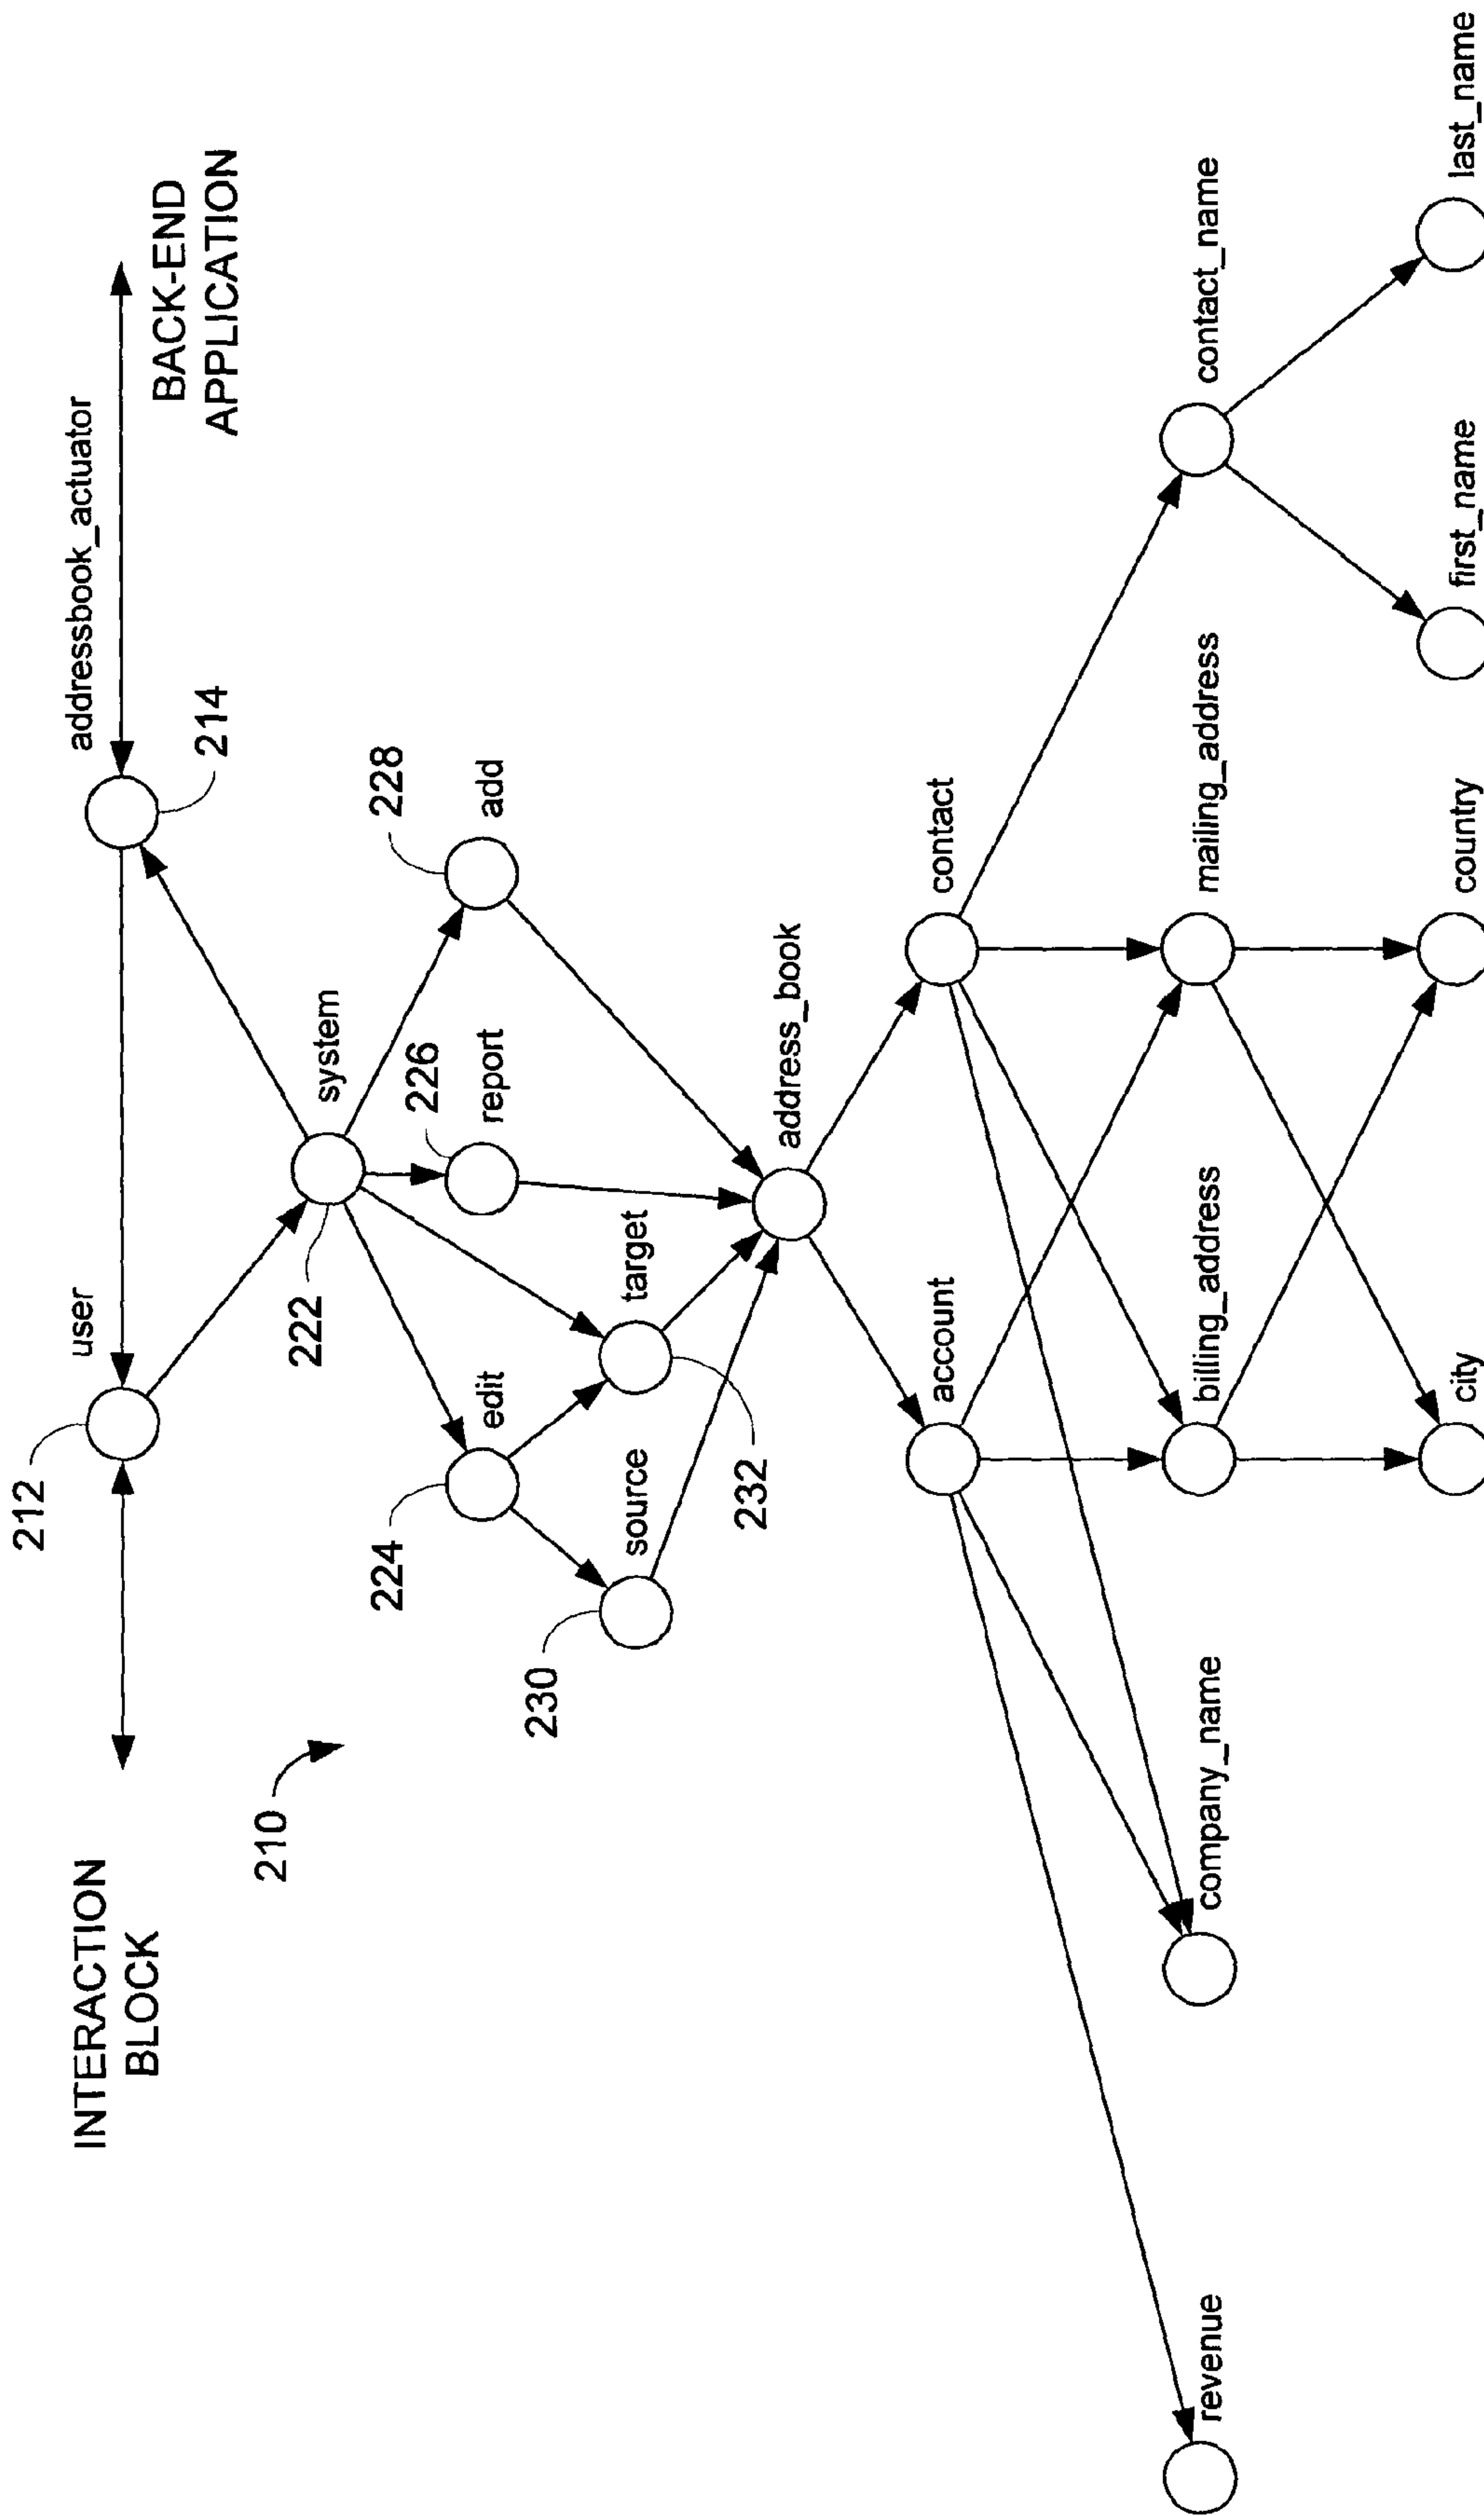 INTERACTION
BLOCK
212
user
addressbook_actuator
214
BACK-END
APPLICATION
210
222
system
224
edit
226
report
228
add
230
source
target
232
address_book
account
contact
revenue
company_name
billing_address
mailing_address
contact_name
city
country
first_name
last_name